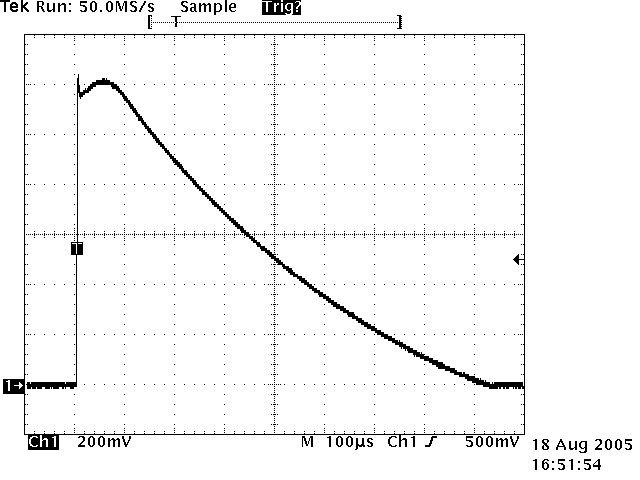 Tek Run: 50.0MS/s Sample Trig?
T
T
1→
Ch1 200mV M 100µs Ch1 ʃ 500mV
18 Aug 2005
16:51:54